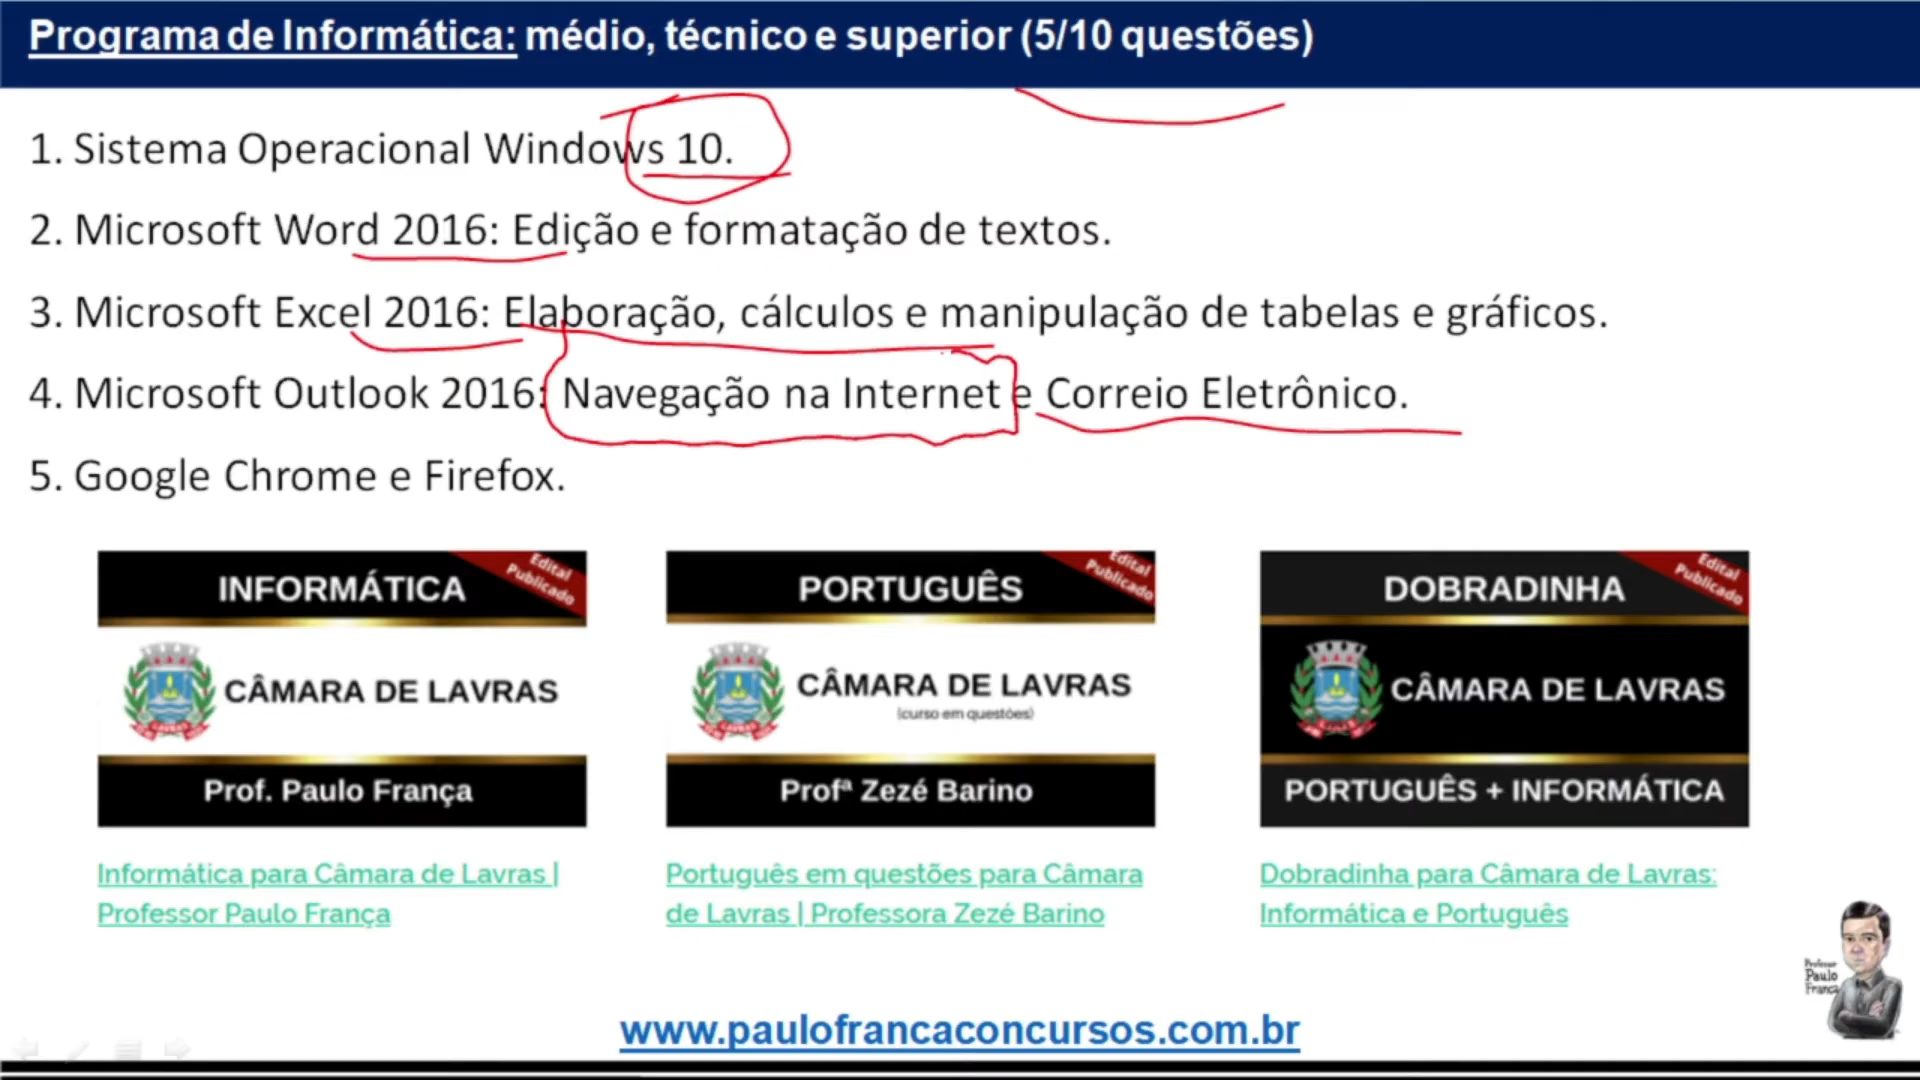 Programa de Informática: médio, técnico e superior (5/10 questões)
1. Sistema Operacional Windows 10.
2. Microsoft Word 2016: Edição e formatação de textos.
3. Microsoft Excel 2016: Elaboração, cálculos e manipulação de tabelas e gráficos.
4. Microsoft Outlook 2016: Navegação na Internet e Correio Eletrônico.
5. Google Chrome e Firefox.
Edital
Publicado
INFORMÁTICA
CÂMARA DE LAVRAS
LAVRAS
Prof. Paulo França
Informática para Câmara de Lavras |
Professor Paulo França
Edital
Publicado
PORTUGUÊS
CÂMARA DE LAVRAS
(curso em questões)
LAVRAS
Profª Zezé Barino
Português em questões para Câmara
de Lavras | Professora Zezé Barino
Edital
Publicado
DOBRADINHA
CÂMARA DE LAVRAS
LAVRAS
PORTUGUÊS + INFORMÁTICA
Dobradinha para Câmara de Lavras:
Informática e Português
Professor
Paulo
França
www.paulofrancaconcursos.com.br